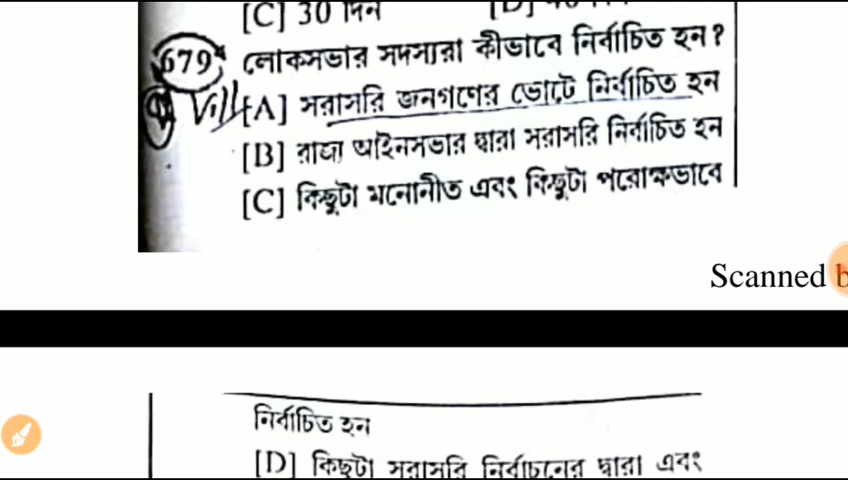 [C] 30 দিন
679 লোকসভার সদস্যরা কীভাবে নির্বাচিত হন?
[A] সরাসরি জনগণের ভোটে নির্বাচিত হন
[B] রাজ্য আইনসভার দ্বারা সরাসরি নির্বাচিত হন
[C] কিছুটা মনোনীত এবং কিছুটা পরোক্ষভাবে
Scanned b
নির্বাচিত হন
[D] কিছুটা সরাসরি নির্বাচনের দ্বারা এবং